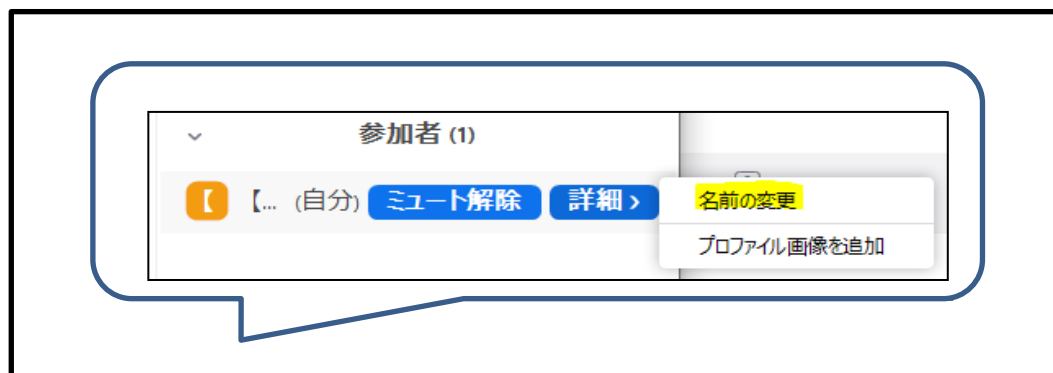 参加者 (1)
【 【... (自分) ミュート解除 詳細 >
名前の変更
プロファイル画像を追加